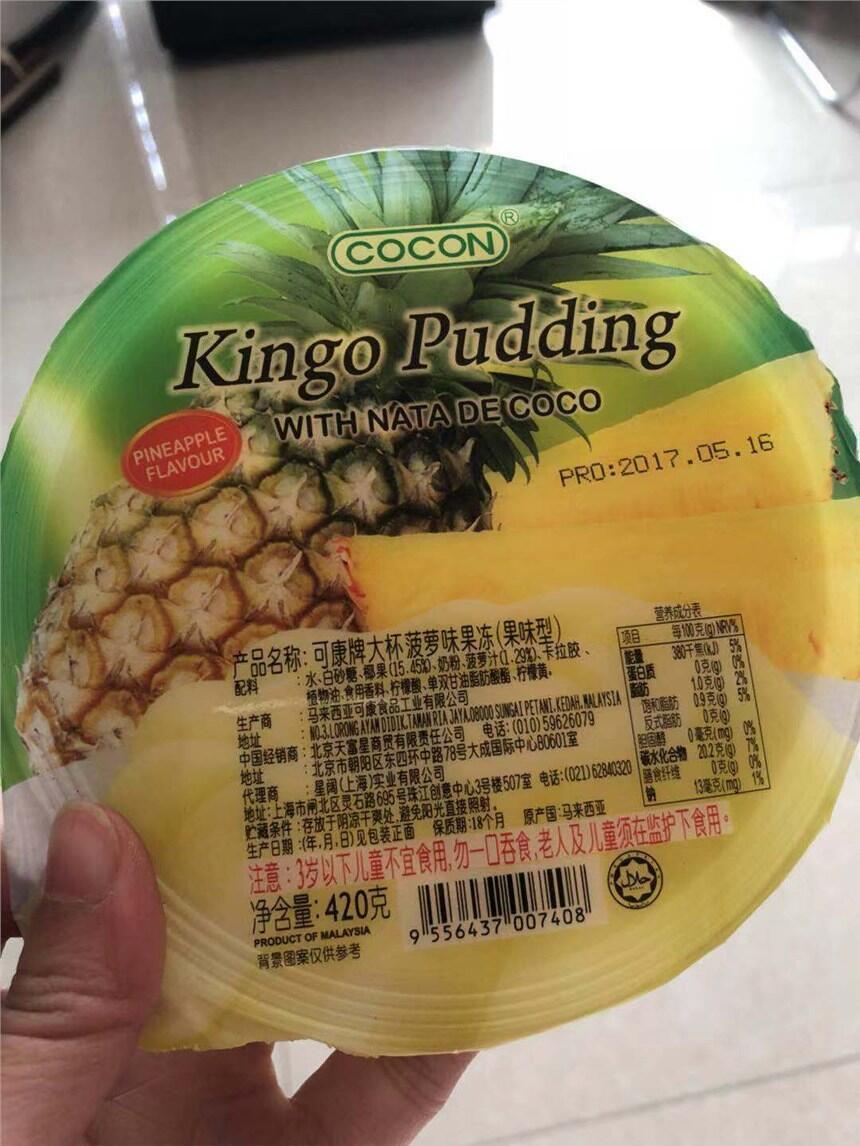 COCON®
Kingo Pudding
WITH NATA DE COCO
PINEAPPLE
FLAVOUR
PRO:2017.05.16
产品名称: 可康牌大杯菠萝味果冻(果味型)
配料 : 水、白砂糖、椰果(15.45%)、奶粉、菠萝汁(1.29%)、卡拉胶、
植物油、食用香料、柠檬酸、单双甘油脂肪酸酯、柠檬黄。
生产商 : 马来西亚可康食品工业有限公司
地址 : NO.3,LORONG AYAM DIDIK,TAMAN RIA JAYA,08000 SUNGAI PETANI,KEDAH,MALAYSIA
中国经销商 : 北京天富星商贸有限责任公司 电话:(010)59626079
地址 : 北京市朝阳区东四环中路78号大成国际中心B0601室
代理商 : 星阔(上海)实业有限公司
地址: 上海市闸北区灵石路695号珠江创意中心3号楼507室 电话:(021)62840320
贮藏条件 : 存放于阴凉干爽处,避免阳光直接照射。
生产日期 :(年,月,日)见包装正面 保质期:18个月 原产国:马来西亚
注意 : 3岁以下儿童不宜食用,勿一口吞食,老人及儿童须在监护下食用。
净含量: 420克
PRODUCT OF MALAYSIA
背景图案仅供参考
9 556437 007408
营养成分表
项目 每100克(g) NRV%
能量 380千焦(kJ) 5%
蛋白质 0克(g) 0%
脂肪 1.0克(g) 2%
饱和脂肪 0.9克(g) 5%
反式脂肪 0克(g)
胆固醇 0毫克(mg) 0%
碳水化合物 20.2克(g) 7%
膳食纤维 0克(g) 0%
钠 13毫克(mg) 1%
حلال